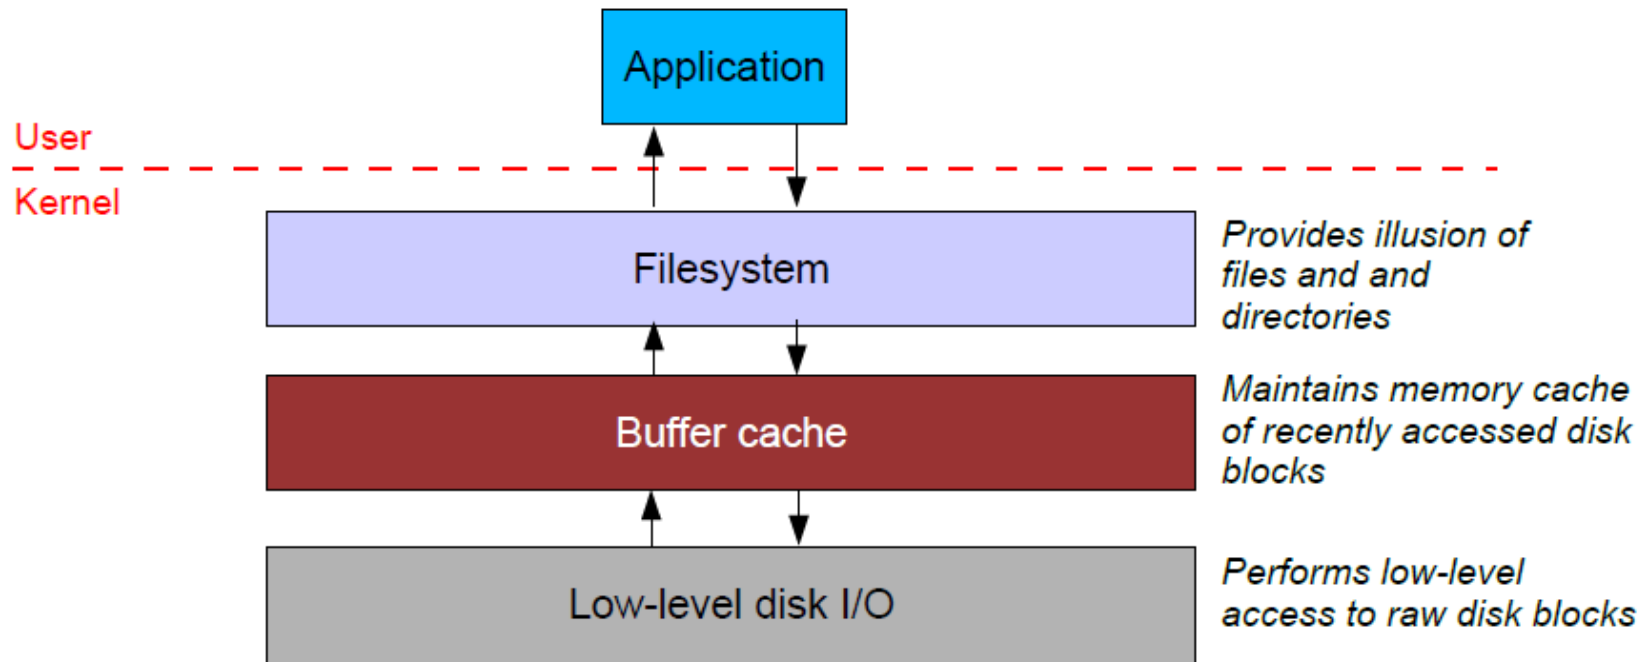 Application
User
Kernel
Filesystem
Provides illusion of
files and and
directories
Buffer cache
Maintains memory cache
of recently accessed disk
blocks
Low-level disk I/O
Performs low-level
access to raw disk blocks